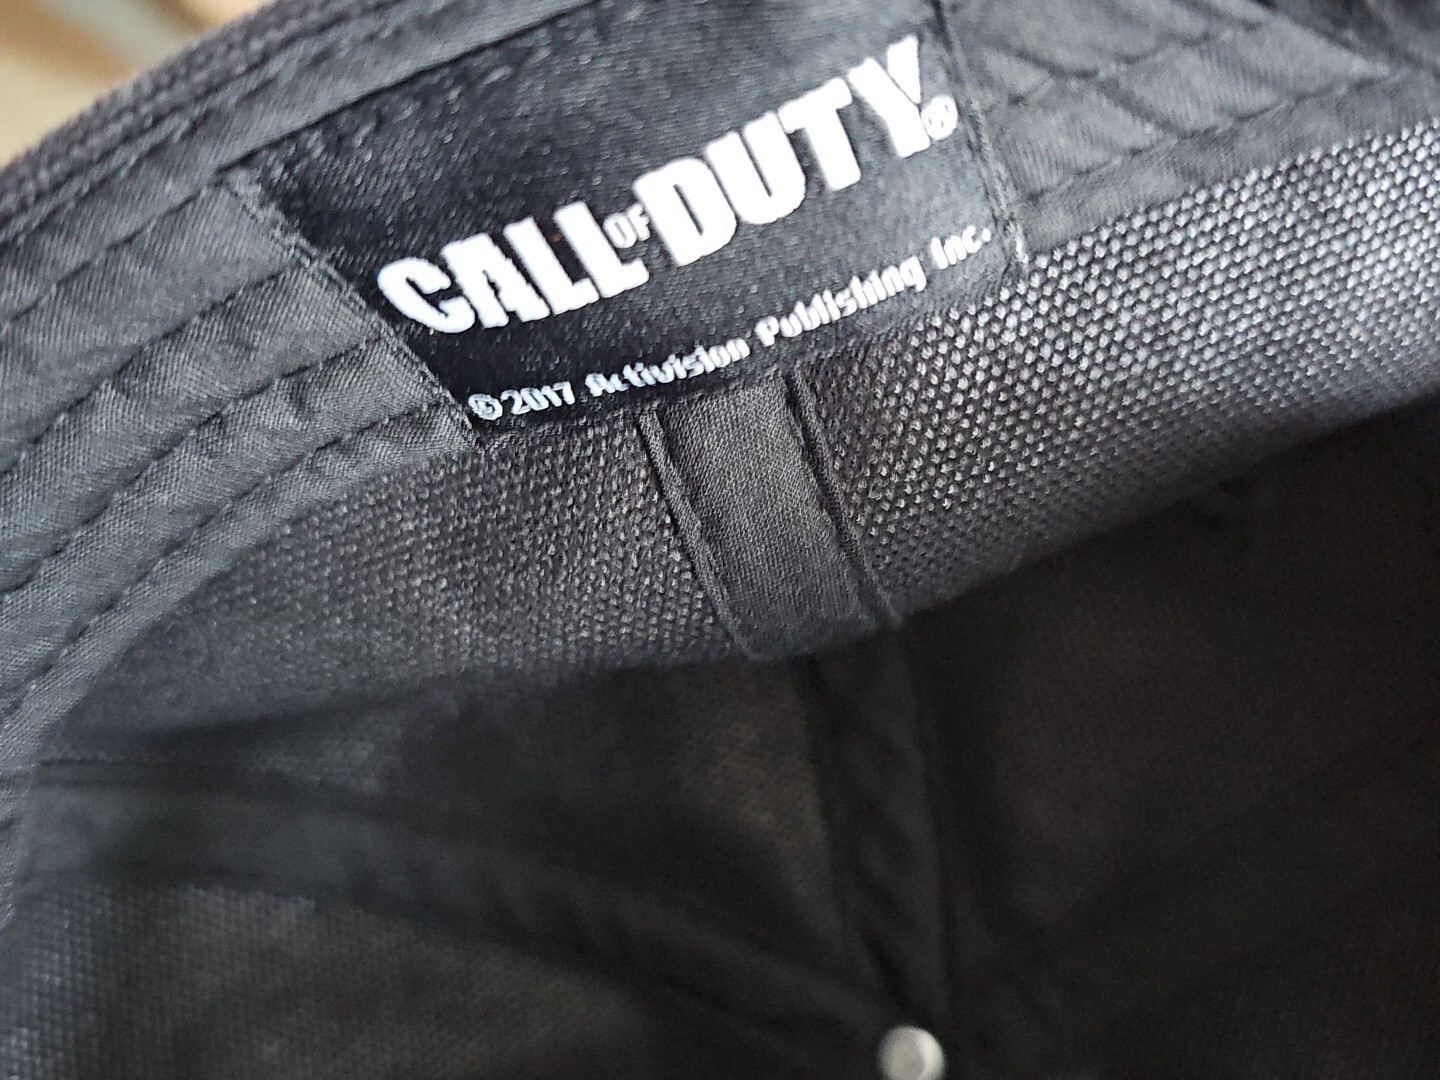 CALL OF DUTY®
© 2017 Activision Publishing Inc.